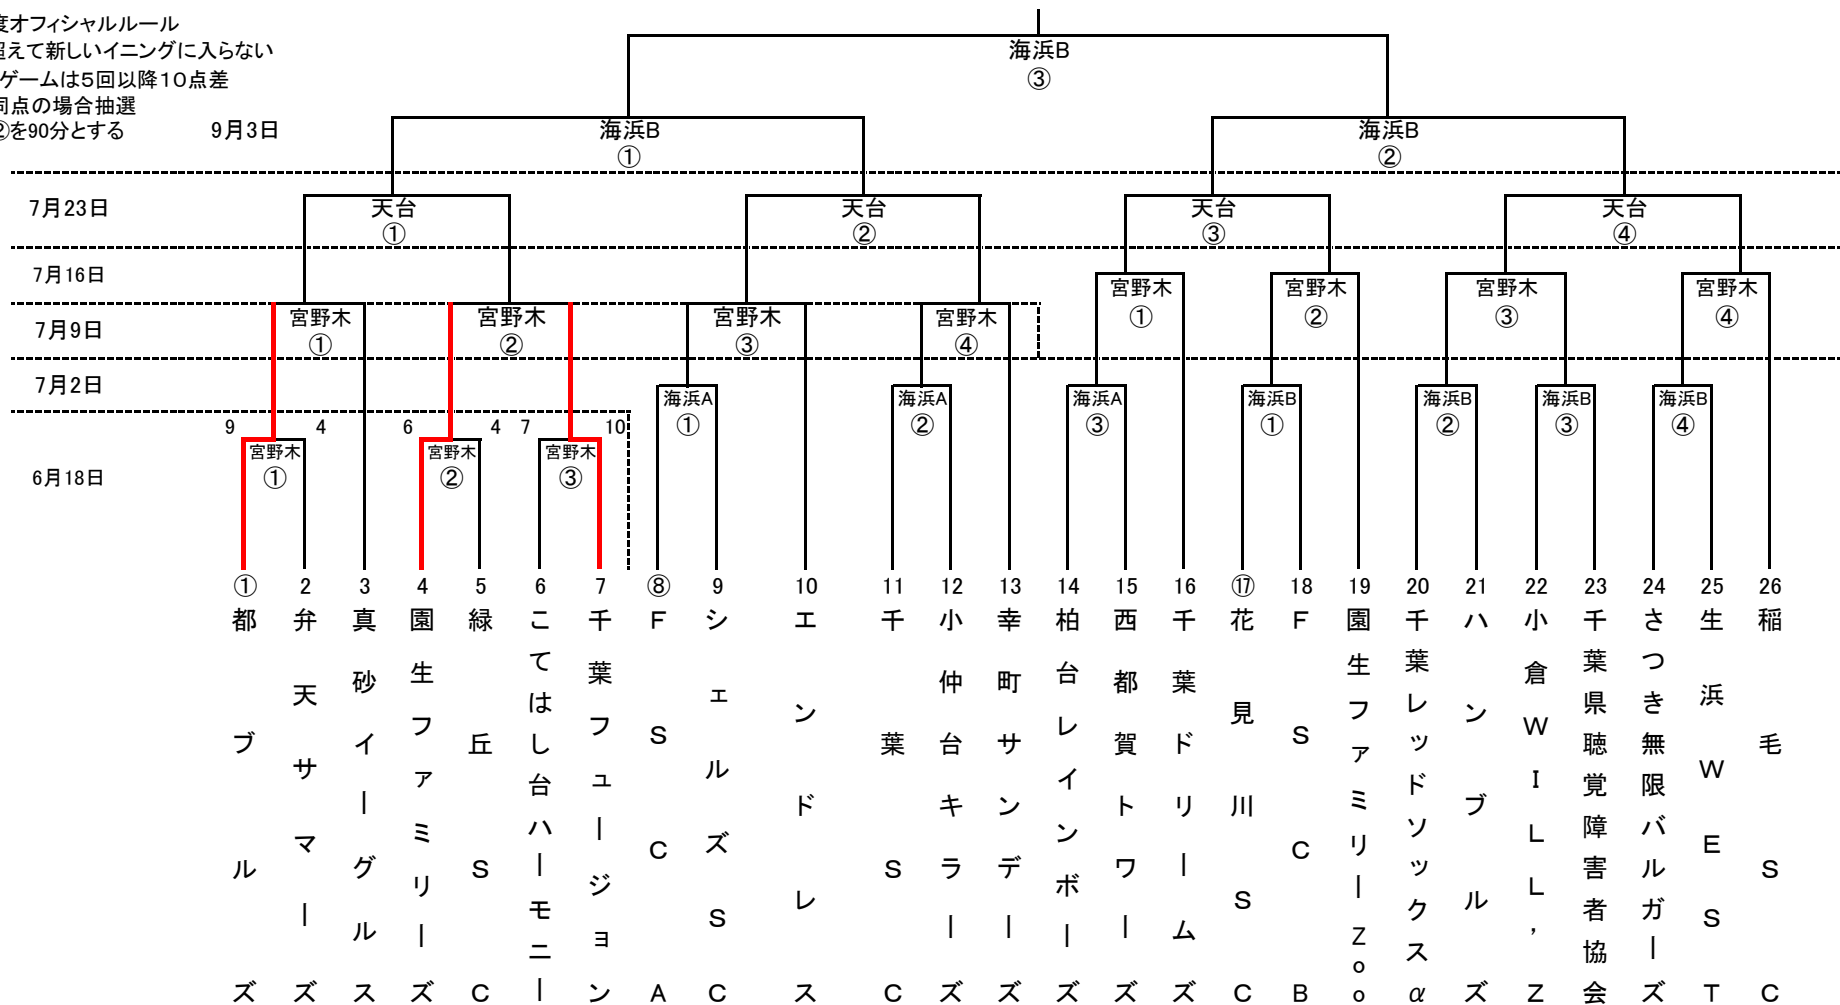 度オフィシャルルール
超えて新しいイニングに入らない
ゲームは5回以降10点差
同点の場合抽選
②を90分とする
9月3日
海浜B
③
海浜B
①
海浜B
②
7月23日
天台
①
天台
②
天台
③
天台
④
7月16日
宮野木
①
宮野木
②
宮野木
③
宮野木
④
7月9日
宮野木
①
宮野木
②
宮野木
③
宮野木
④
7月2日
海浜A
①
海浜A
②
海浜A
③
海浜B
①
海浜B
②
海浜B
③
海浜B
④
9 4 6 4 7 10
6月18日
宮野木
①
宮野木
②
宮野木
③
① 都ブルズ
2 弁天サマーズ
3 真砂イーグルス
4 園生ファミリーズ
5 緑丘SC
6 こてはし台ハーモニー
7 千葉フュージョン
⑧ FSCA
9 シェルズSC
10 エンドレス
11 千葉SC
12 小仲台キラーズ
13 幸町サンデーズ
14 柏台レインボーズ
15 西都賀トワーズ
16 千葉ドリームズ
⑰ 花見川SC
18 FSCB
19 園生ファミリーZoo
20 千葉レッドソックスα
21 ハンブルズ
22 小倉WILL,Z
23 千葉県聴覚障害者協会
24 さつき無限バルガーズ
25 生浜WEST
26 稲毛SC